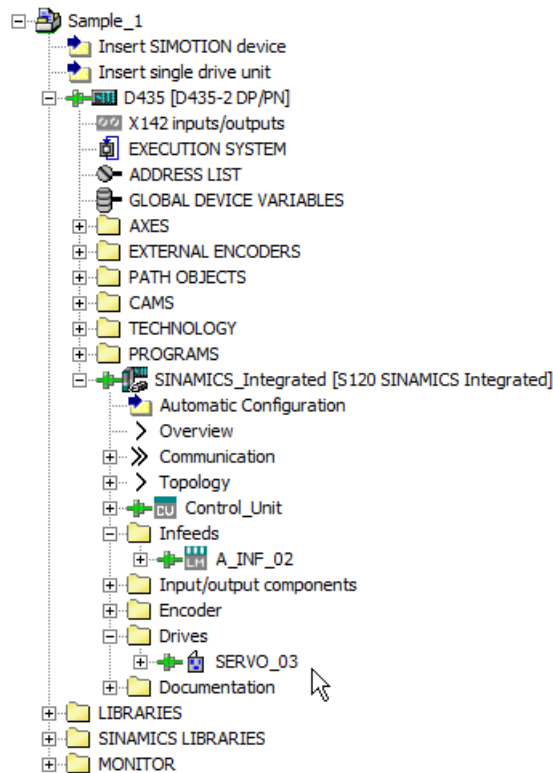 Sample_1
Insert SIMOTION device
Insert single drive unit
D435 [D435-2 DP/PN]
X142 inputs/outputs
EXECUTION SYSTEM
ADDRESS LIST
GLOBAL DEVICE VARIABLES
AXES
EXTERNAL ENCODERS
PATH OBJECTS
CAMS
TECHNOLOGY
PROGRAMS
SINAMICS_Integrated [S120 SINAMICS Integrated]
Automatic Configuration
Overview
Communication
Topology
CU Control_Unit
Infeeds
LM A_INF_02
Input/output components
Encoder
Drives
SERVO_03
Documentation
LIBRARIES
SINAMICS LIBRARIES
MONITOR